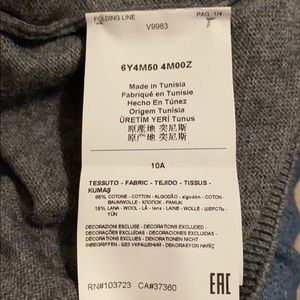 FOLDING LINE
PAG 1/4
V9983
6Y4M50 4M00Z
Made in Tunisia
Fabriqué en Tunisie
Hecho En Túnez
Origem Tunísia
ÜRETİM YERİ Tunus
原產地 突尼斯
原产地 突尼斯
10A
TESSUTO - FABRIC - TEJIDO - TISSUS -
KUMAŞ
85% COTONE - COTTON - ALGODÃO - algodón - COTON -
BAUMWOLLE - ХЛОПОК - PAMUK
15% LANA - WOOL - LÃ - lana - LAINE - WOLLE - ШЕРСТЬ -
YÜN
DECORAZIONI ESCLUSE - DECORATIONS EXCLUDED -
DECORAÇÕES EXCLUÍDAS - DECORACIONES EXCLUIDAS -
DECORATIONS EXCLUES - DEKORATIONEN NICHT
INBEGRIFFEN - БЕЗ УКРАШЕНИЙ -
RN#103723 CA#37360
EAC